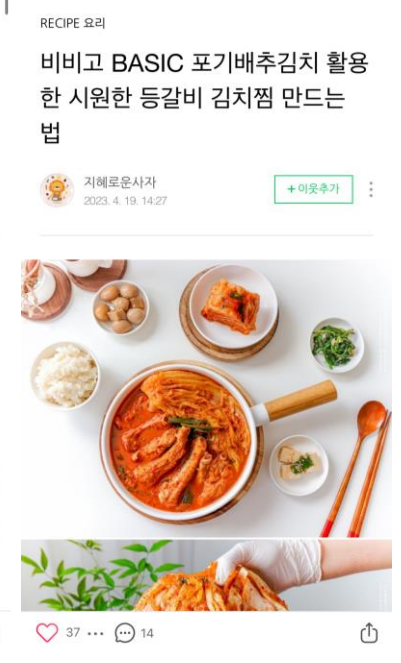 RECIPE 요리
비비고 BASIC 포기배추김치 활용
한 시원한 등갈비 김치찜 만드는
법
지혜로운사자
2023. 4. 19. 14:27
+이웃추가
37
14